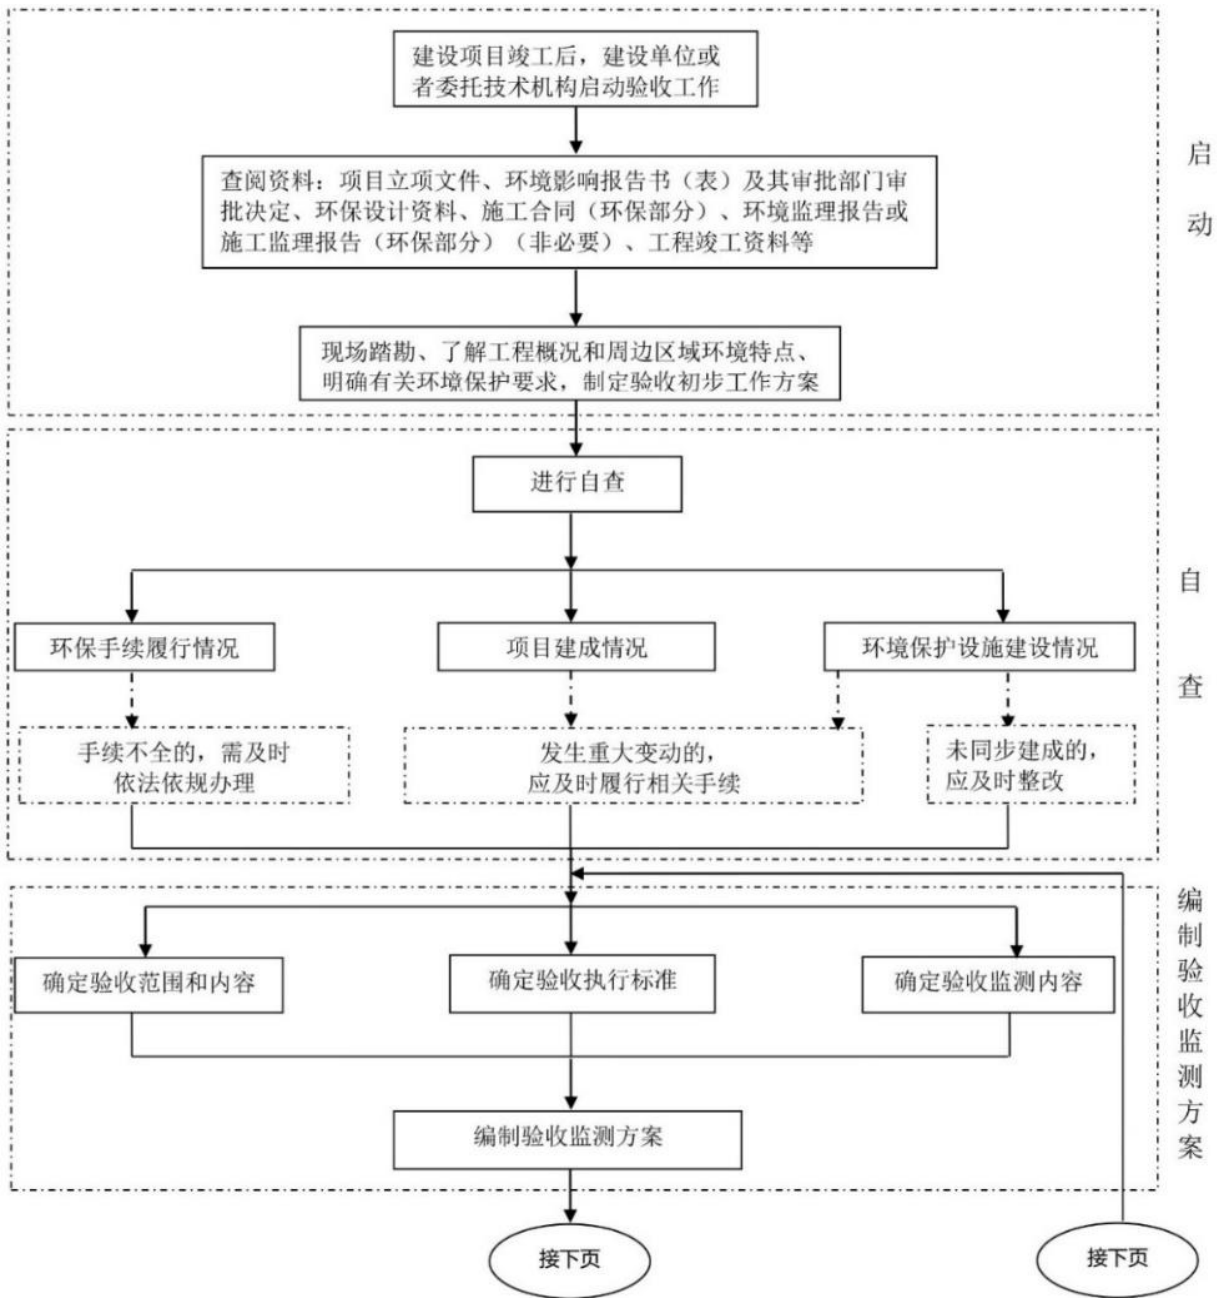 建设项目竣工后，建设单位或
者委托技术机构启动验收工作
启
动
查阅资料：项目立项文件、环境影响报告书（表）及其审批部门审
批决定、环保设计资料、施工合同（环保部分）、环境监理报告或
施工监理报告（环保部分）（非必要）、工程竣工资料等
现场踏勘、了解工程概况和周边区域环境特点、
明确有关环境保护要求，制定验收初步工作方案
进行自查
自
查
环保手续履行情况
项目建成情况
环境保护设施建设情况
手续不全的，需及时
依法依规办理
发生重大变动的，
应及时履行相关手续
未同步建成的，
应及时整改
编
制
验
收
监
测
方
案
确定验收范围和内容
确定验收执行标准
确定验收监测内容
编制验收监测方案
接下页
接下页